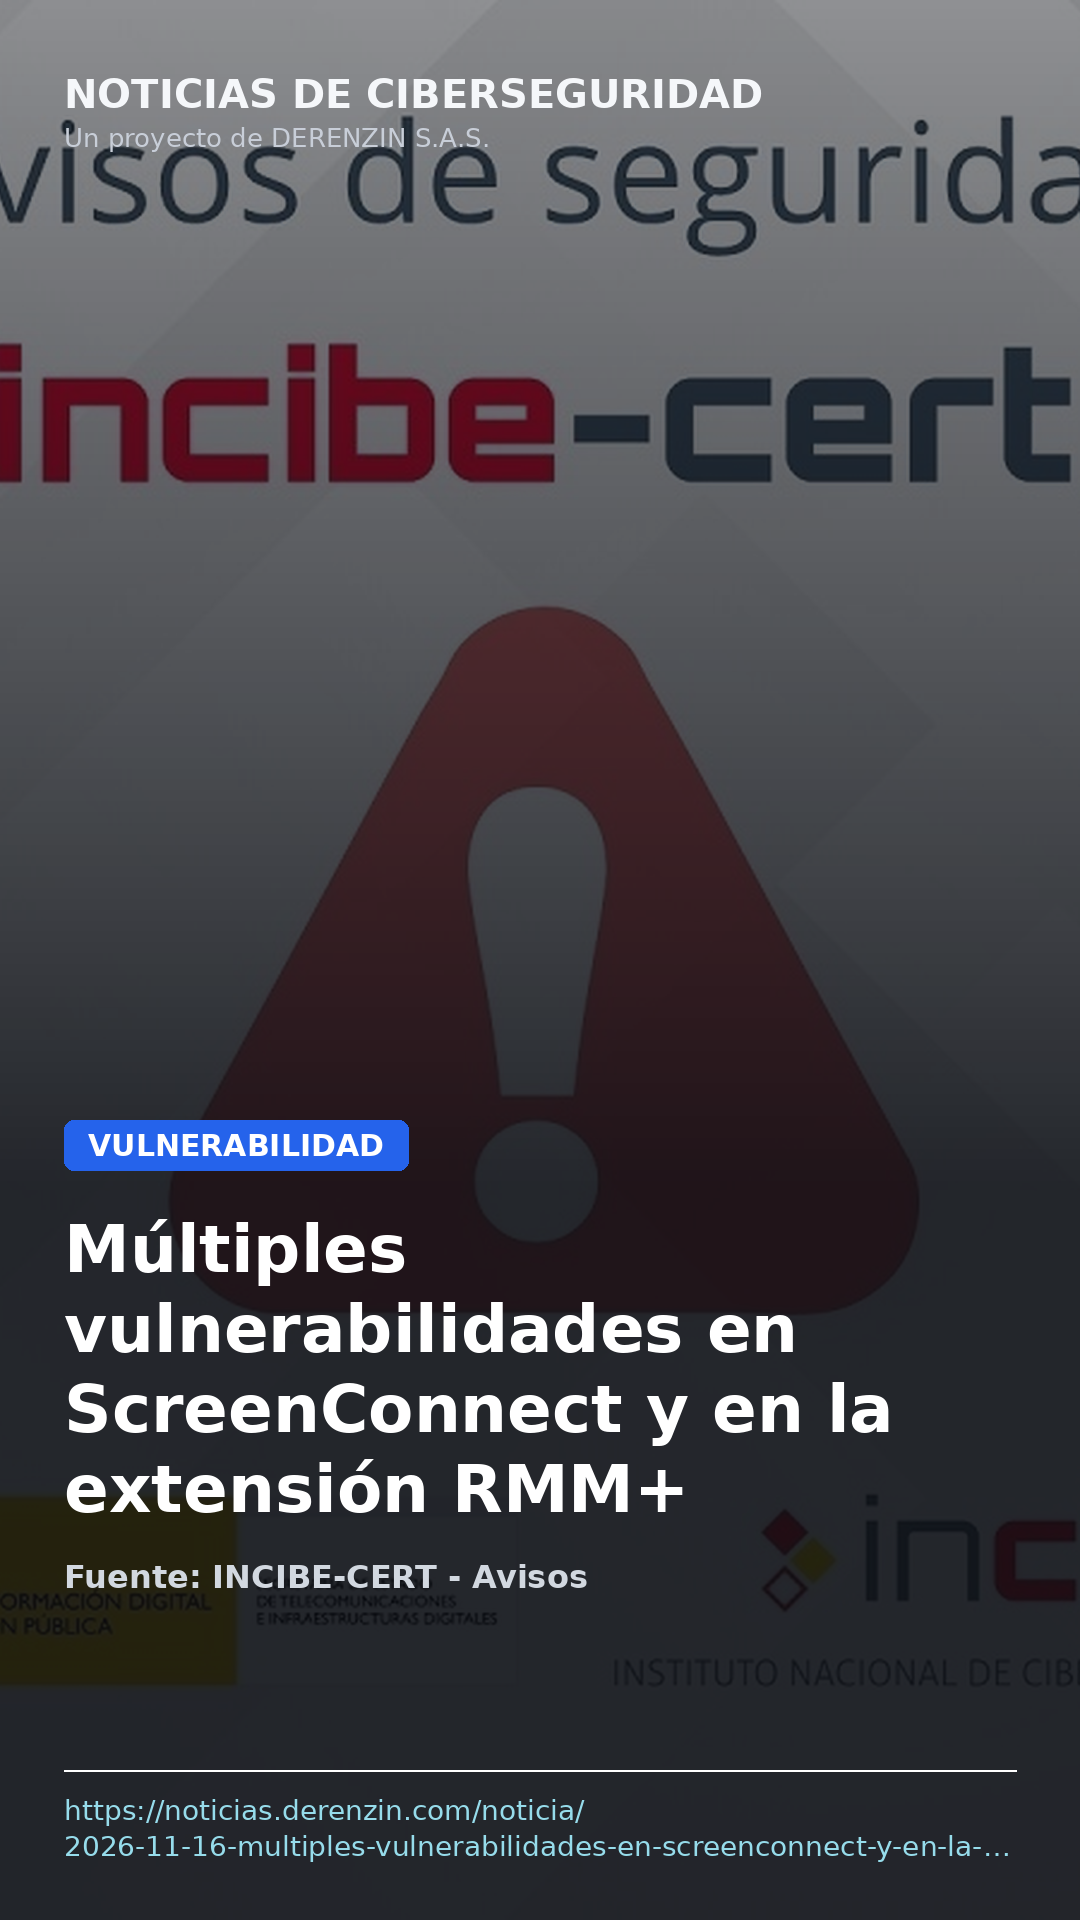 NOTICIAS DE CIBERSEGURIDAD
Un proyecto de DERENZIN S.A.S.
visos de segurida
incibe-cert
VULNERABILIDAD
Múltiples
vulnerabilidades en
ScreenConnect y en la
extensión RMM+
Fuente: INCIBE-CERT - Avisos
ORMACIÓN DIGITAL
N PÚBLICA
DE TELECOMUNICACIONES
E INFRAESTRUCTURAS DIGITALES
inc
INSTITUTO NACIONAL DE CIB
https://noticias.derenzin.com/noticia/
2026-11-16-multiples-vulnerabilidades-en-screenconnect-y-en-la-…